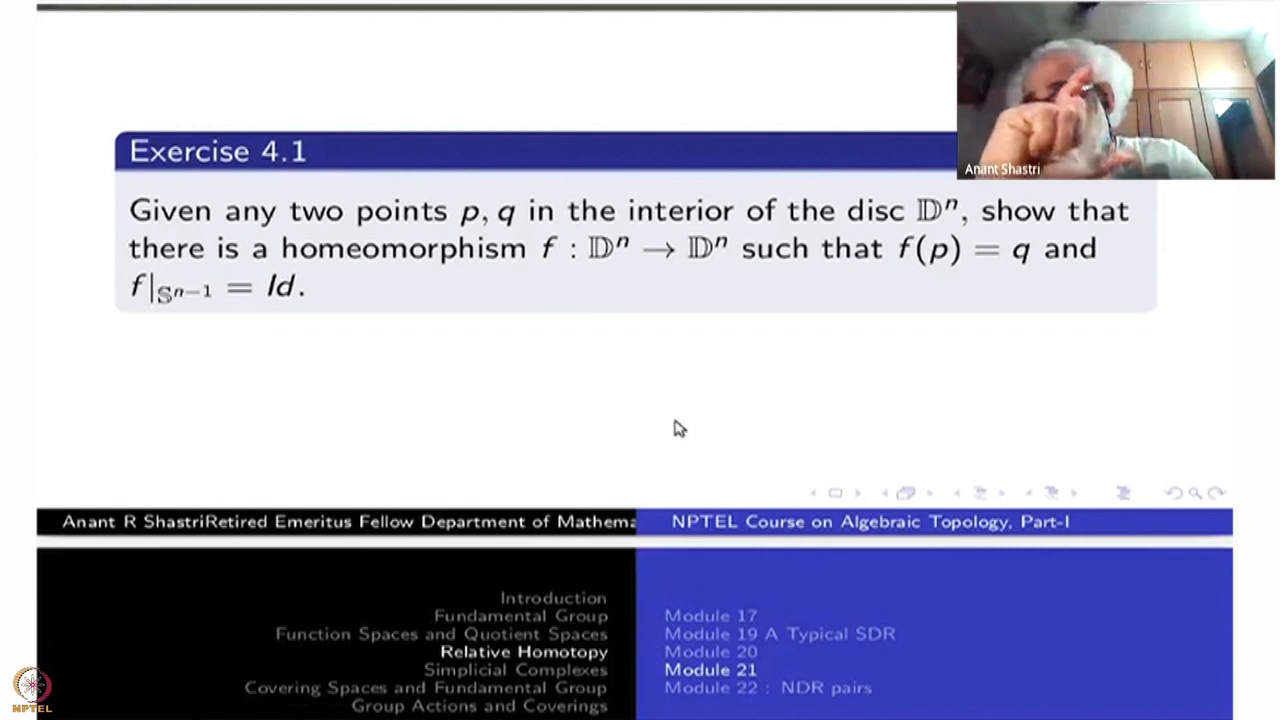 Anant Shastri
Exercise 4.1
Given any two points p, q in the interior of the disc 𝔻ⁿ, show that
there is a homeomorphism f : 𝔻ⁿ → 𝔻ⁿ such that f(p) = q and
f|_{𝕊ⁿ⁻¹} = Id.
Anant R ShastriRetired Emeritus Fellow Department of Mathema
NPTEL Course on Algebraic Topology, Part-I
Introduction
Fundamental Group
Function Spaces and Quotient Spaces
Relative Homotopy
Simplicial Complexes
Covering Spaces and Fundamental Group
Group Actions and Coverings
Module 17
Module 19 A Typical SDR
Module 20
Module 21
Module 22 : NDR pairs
NPTEL